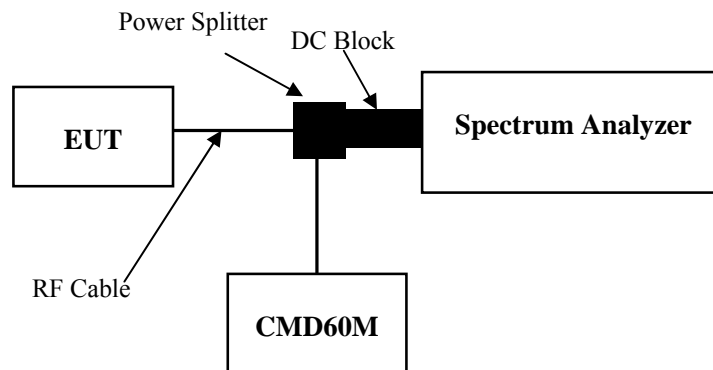 Power Splitter
DC Block
EUT
Spectrum Analyzer
RF Cable
CMD60M